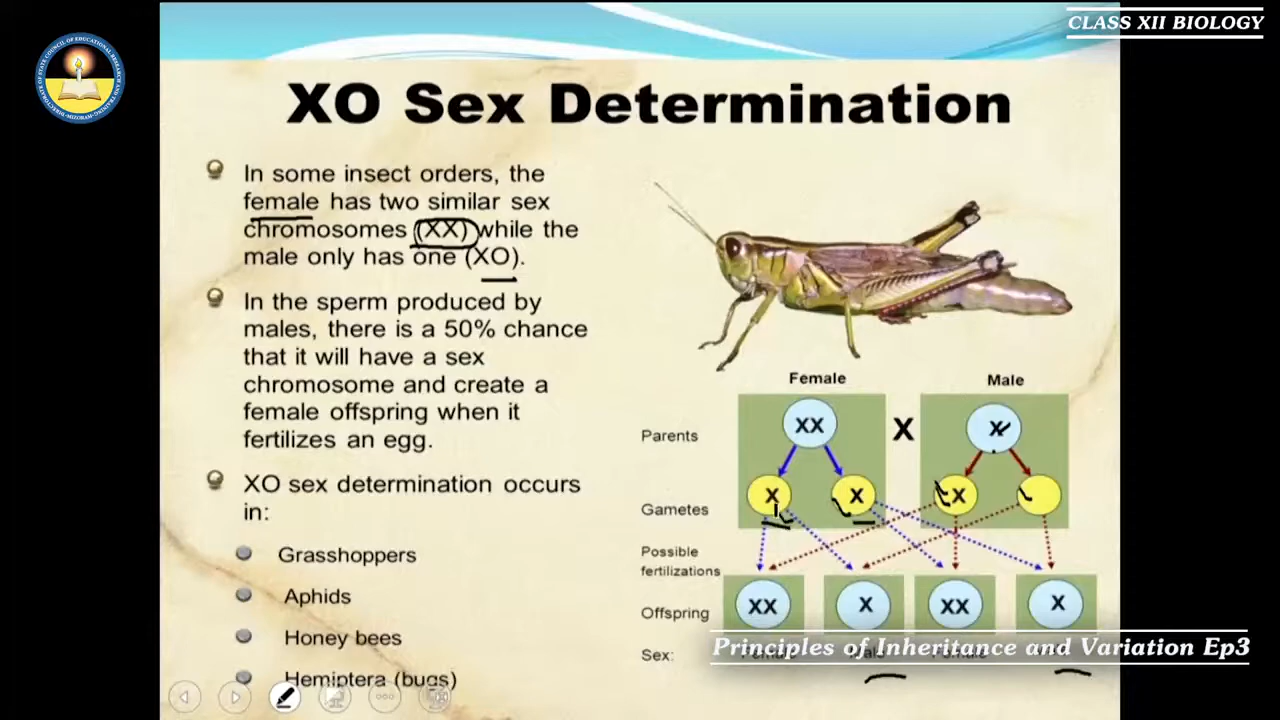 CLASS XII BIOLOGY
XO Sex Determination
In some insect orders, the
female has two similar sex
chromosomes (XX) while the
male only has one (XO).
In the sperm produced by
males, there is a 50% chance
that it will have a sex
chromosome and create a
female offspring when it
fertilizes an egg.
XO sex determination occurs
in:
Grasshoppers
Aphids
Honey bees
Hemiptera (bugs)
Female Male
Parents XX X X
Gametes X X X
Possible
fertilizations
Offspring XX X XX X
Principles of Inheritance and Variation Ep3
Sex: